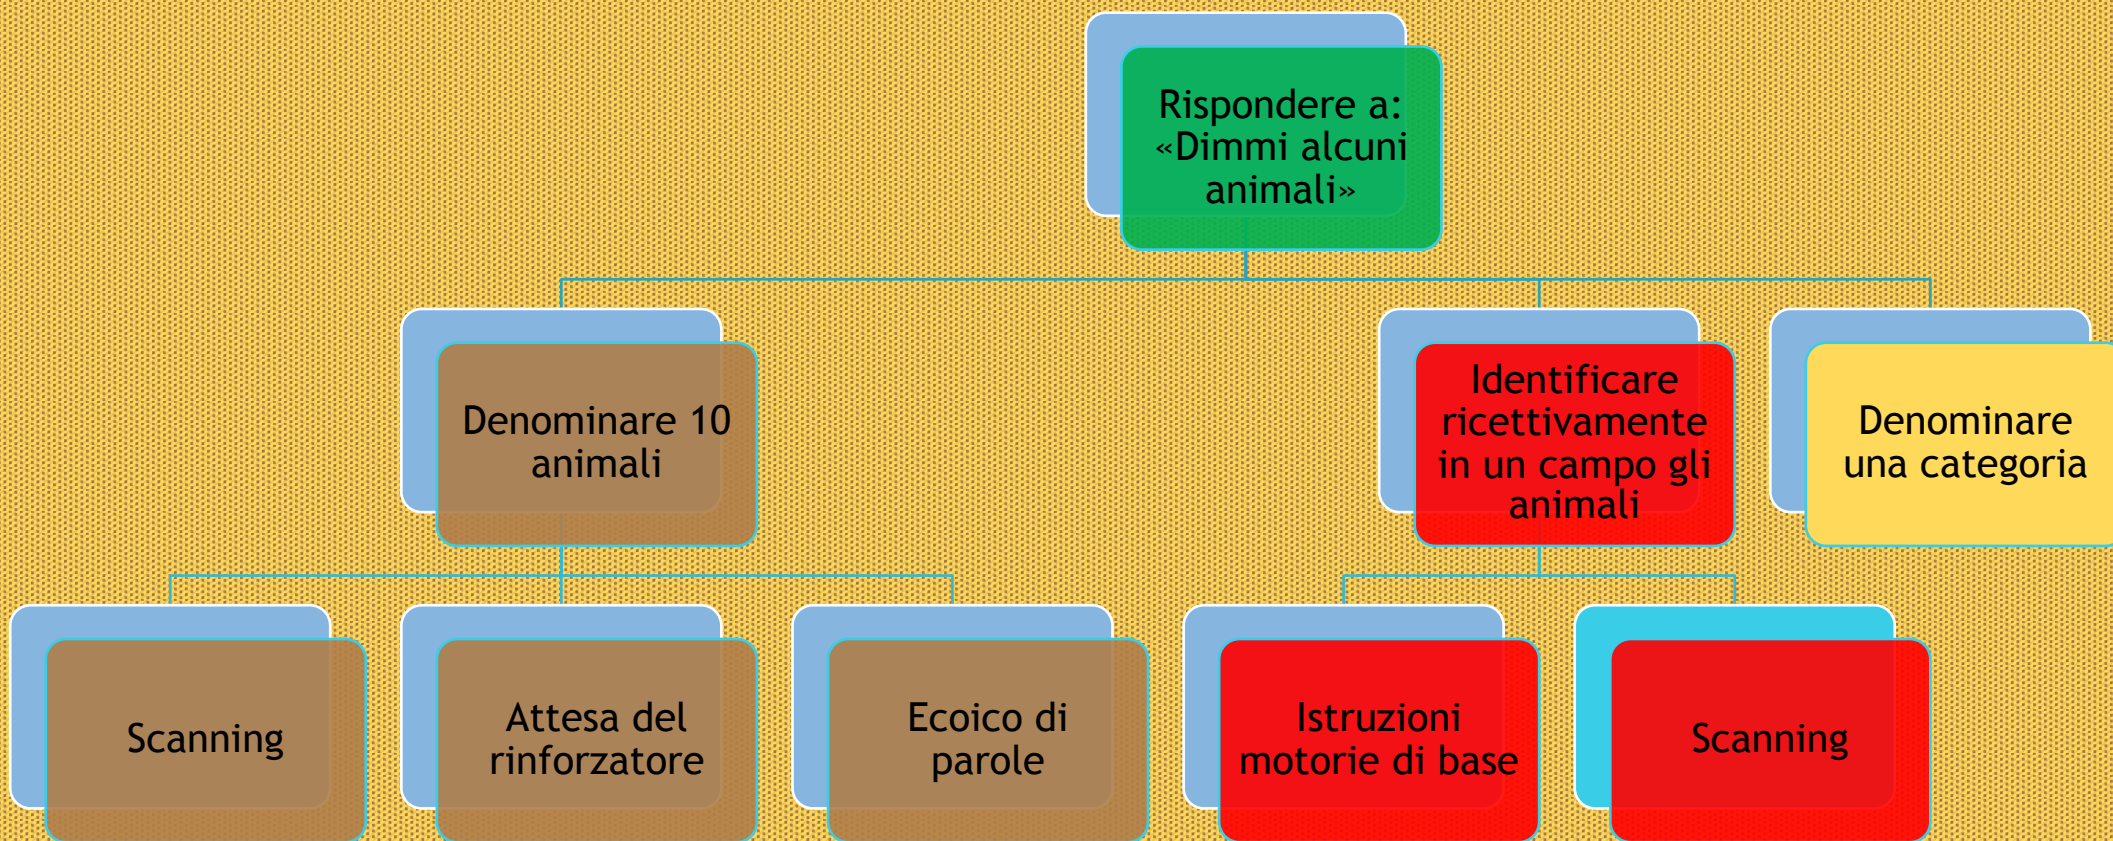 Rispondere a:
«Dimmi alcuni
animali»
Denominare 10
animali
Identificare
ricettivamente
in un campo gli
animali
Denominare
una categoria
Scanning
Attesa del
rinforzatore
Ecoico di
parole
Istruzioni
motorie di base
Scanning